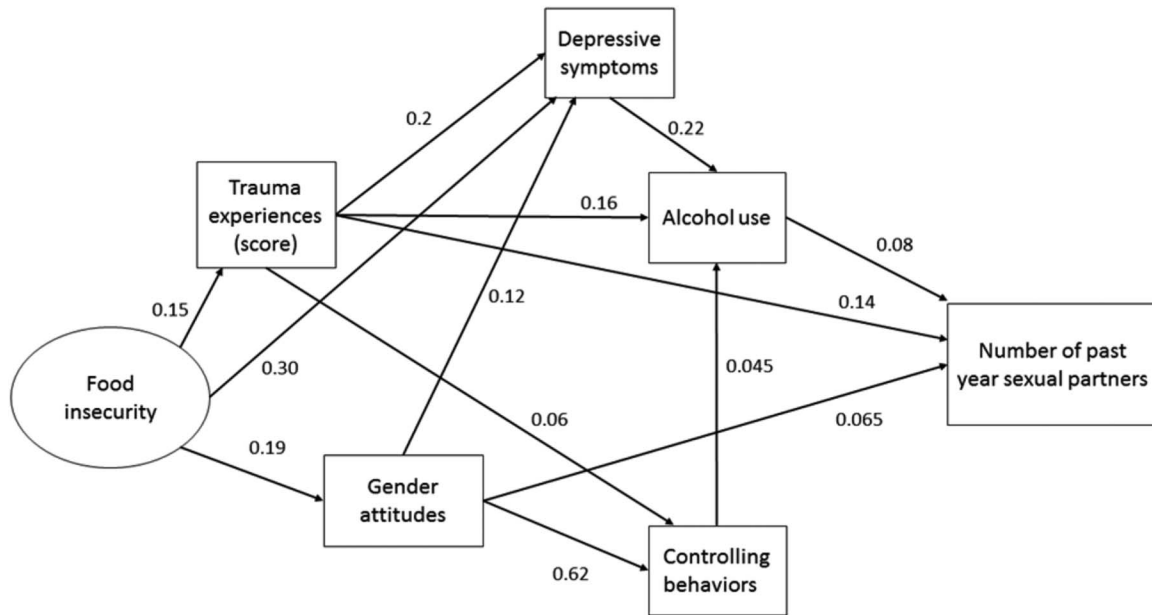 Depressive
symptoms
0.2
0.22
Trauma
experiences
(score)
0.16
Alcohol use
0.08
0.12
0.14
0.15
0.30
Number of past
year sexual partners
Food
insecurity
0.045
0.06
0.065
0.19
Gender
attitudes
0.62
Controlling
behaviors